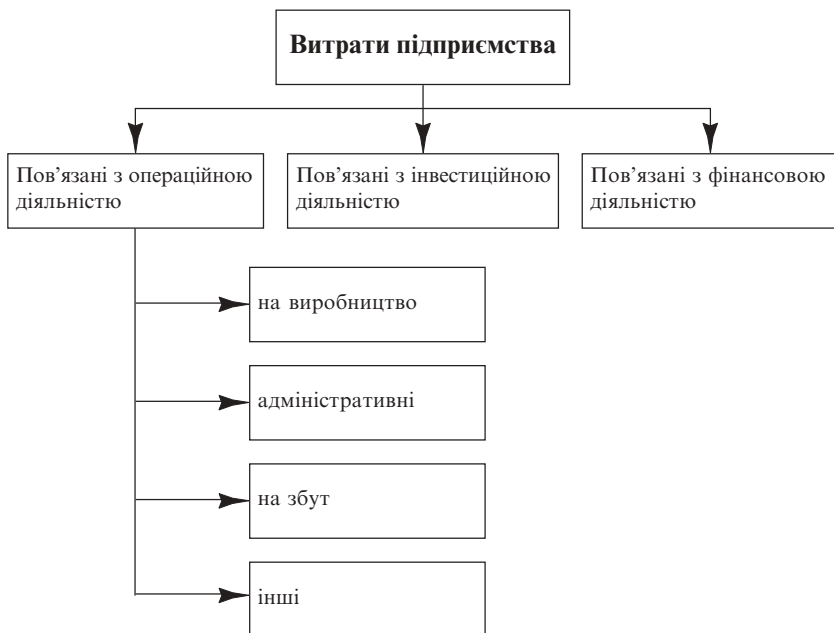 Витрати підприємства
Пов'язані з операційною
діяльністю
Пов'язані з інвестиційною
діяльністю
Пов'язані з фінансовою
діяльністю
на виробництво
адміністративні
на збут
інші